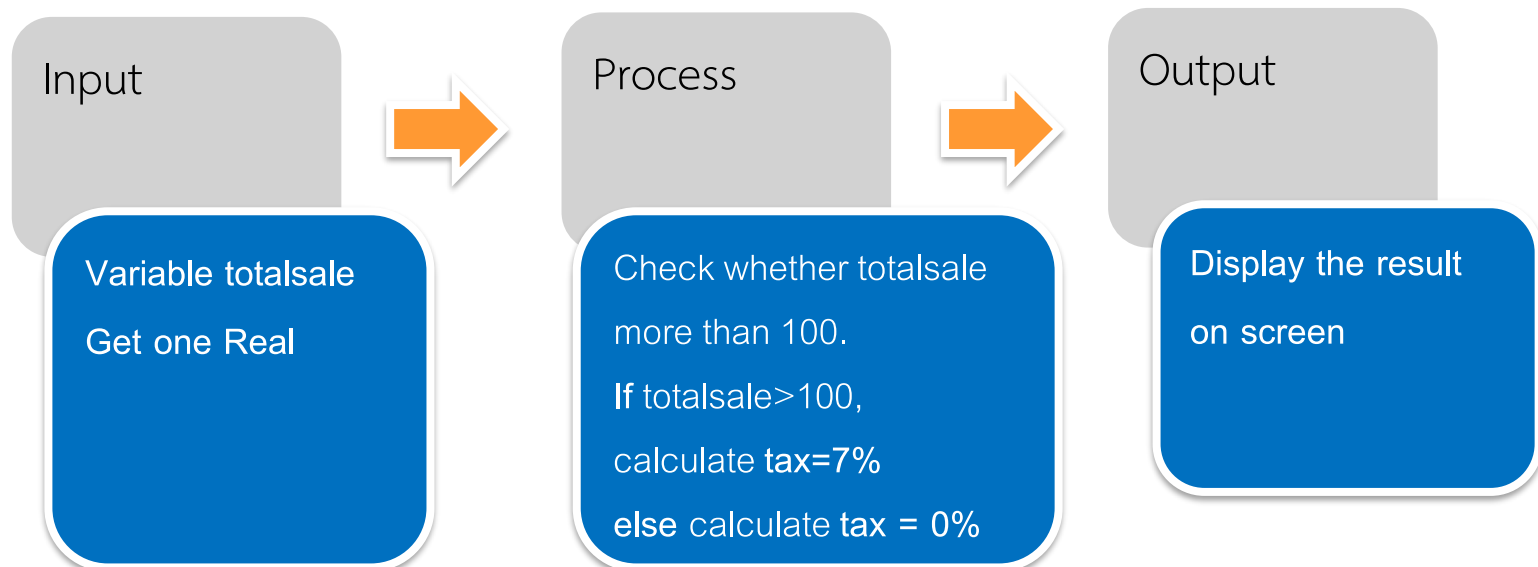 Input
Variable totalsale
Get one Real
Process
Check whether totalsale
more than 100.
If totalsale>100,
calculate tax=7%
else calculate tax = 0%
Output
Display the result
on screen